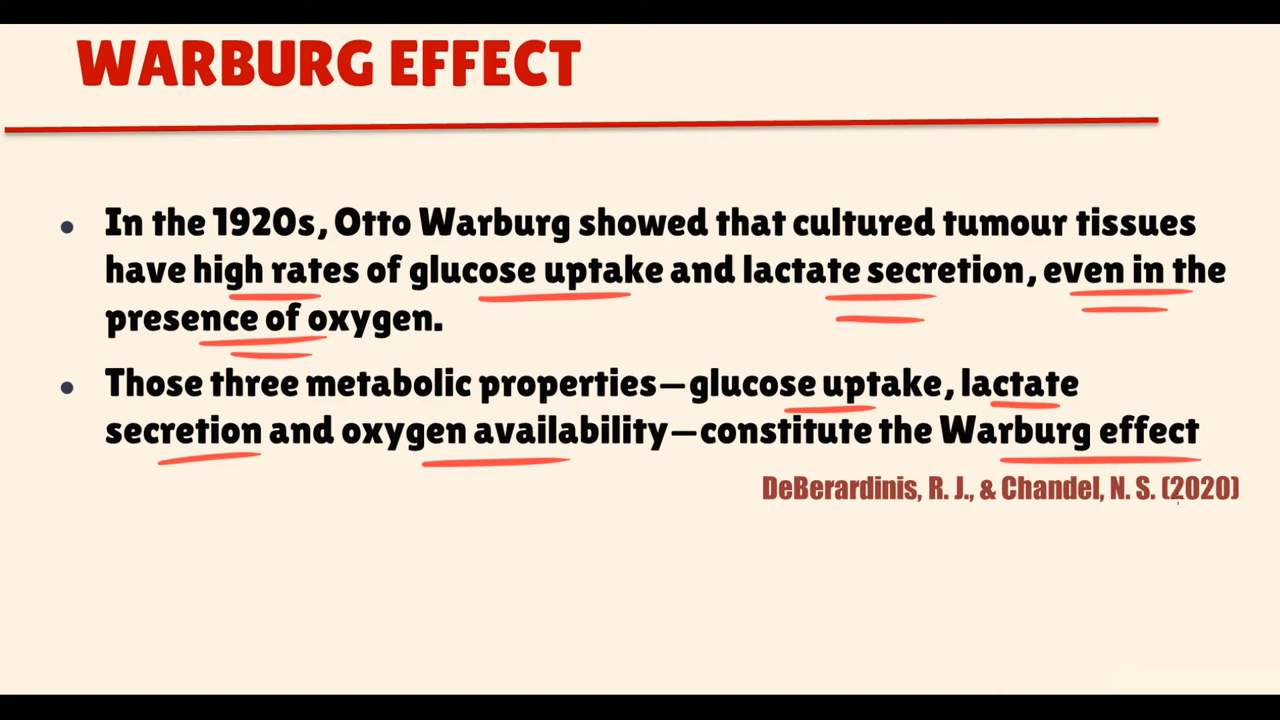 WARBURG EFFECT
• In the 1920s, Otto Warburg showed that cultured tumour tissues
have high rates of glucose uptake and lactate secretion, even in the
presence of oxygen.
• Those three metabolic properties—glucose uptake, lactate
secretion and oxygen availability—constitute the Warburg effect
DeBerardinis, R. J., & Chandel, N. S. (2020)